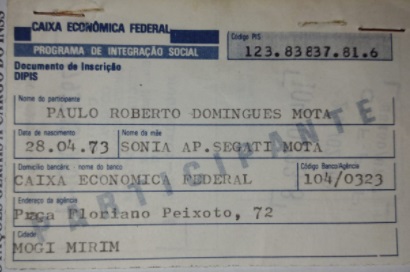 CAIXA ECONÔMICA FEDERAL
PROGRAMA DE INTEGRAÇÃO SOCIAL
Código PIS
123.83837.81.6
Documento de Inscrição
DIPIS
Nome do participante
PAULO ROBERTO DOMINGUES MOTA
Data de nascimento
Nome da mãe
28.04.73
SONIA AP.SEGATI MOTA
Domicílio bancário, nome do banco
Código Banco/Agência
CAIXA ECONOMICA FEDERAL
104/0323
Endereço da agência
Praça Floriano Peixoto, 72
Cidade
MOGI MIRIM
PARTICIPANTE